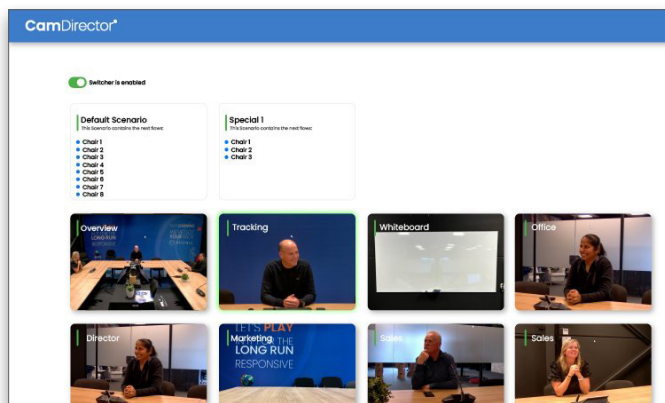 CamDirector
Switcher is enabled
Default Scenario
This Scenario contains the next flows:
Chair 1
Chair 2
Chair 3
Chair 4
Chair 5
Chair 6
Chair 7
Chair 8
Special 1
This Scenario contains the next flows:
Chair 1
Chair 2
Chair 3
Overview
LONG RUN
RESPONSIVE
Tracking
Whiteboard
Office
Director
LET'S PLAY
Marketing THE
LONG RUN
RESPONSIVE
Sales
Sales